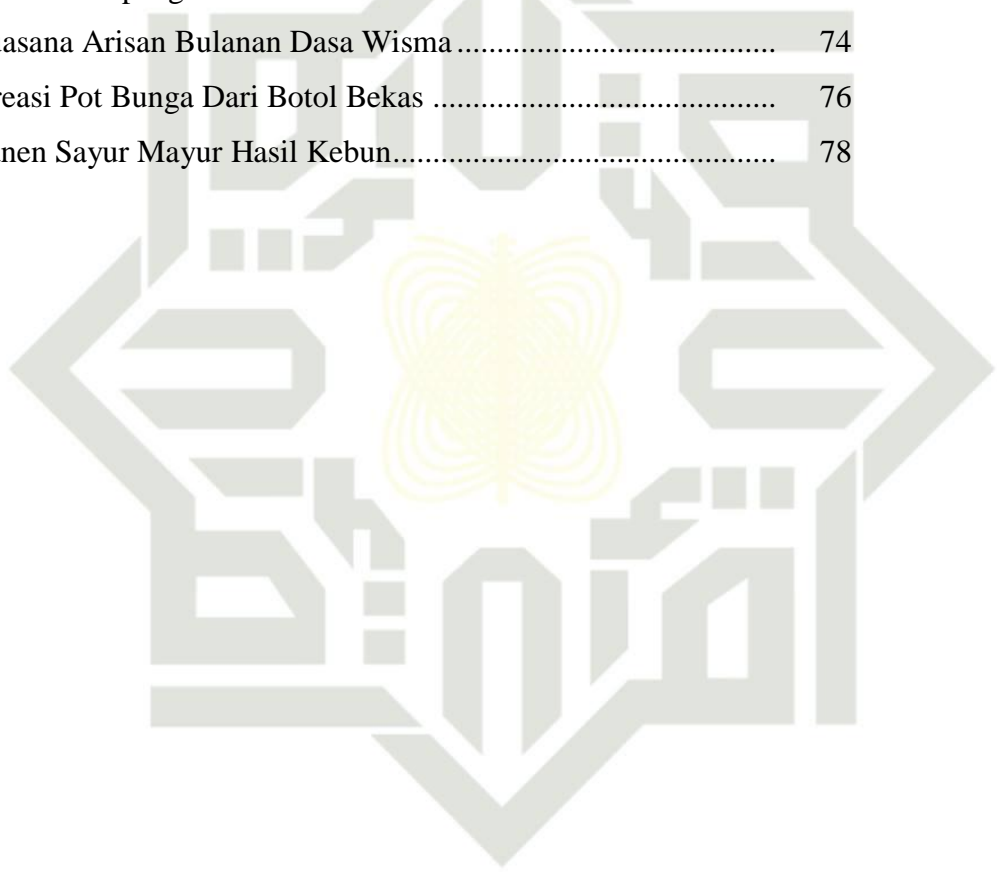 asana Arisan Bulanan Dasa Wisma ........................................ 74
reasi Pot Bunga Dari Botol Bekas ........................................... 76
nen Sayur Mayur Hasil Kebun ................................................ 78